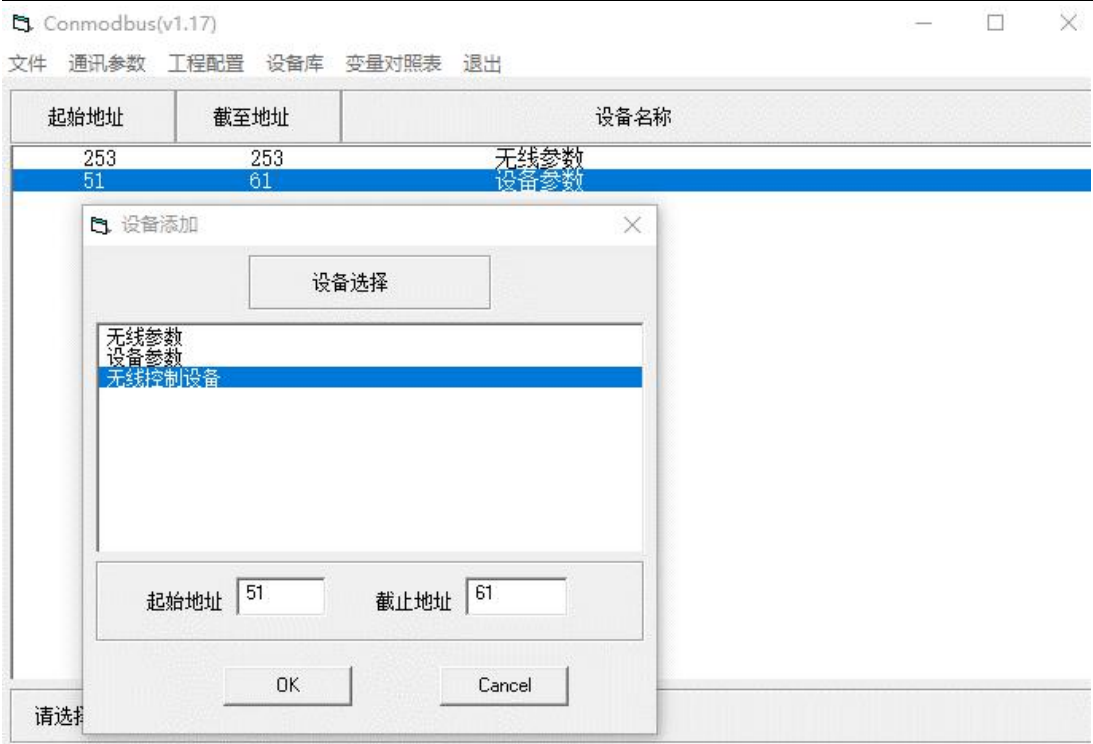 Conmodbus(v1.17)
文件 通讯参数 工程配置 设备库 变量对照表 退出
起始地址 截至地址 设备名称
253 253 无线参数
51 61 设备参数
设备添加
设备选择
无线参数
设备参数
无线控制设备
起始地址 51 截止地址 61
OK Cancel
请选择